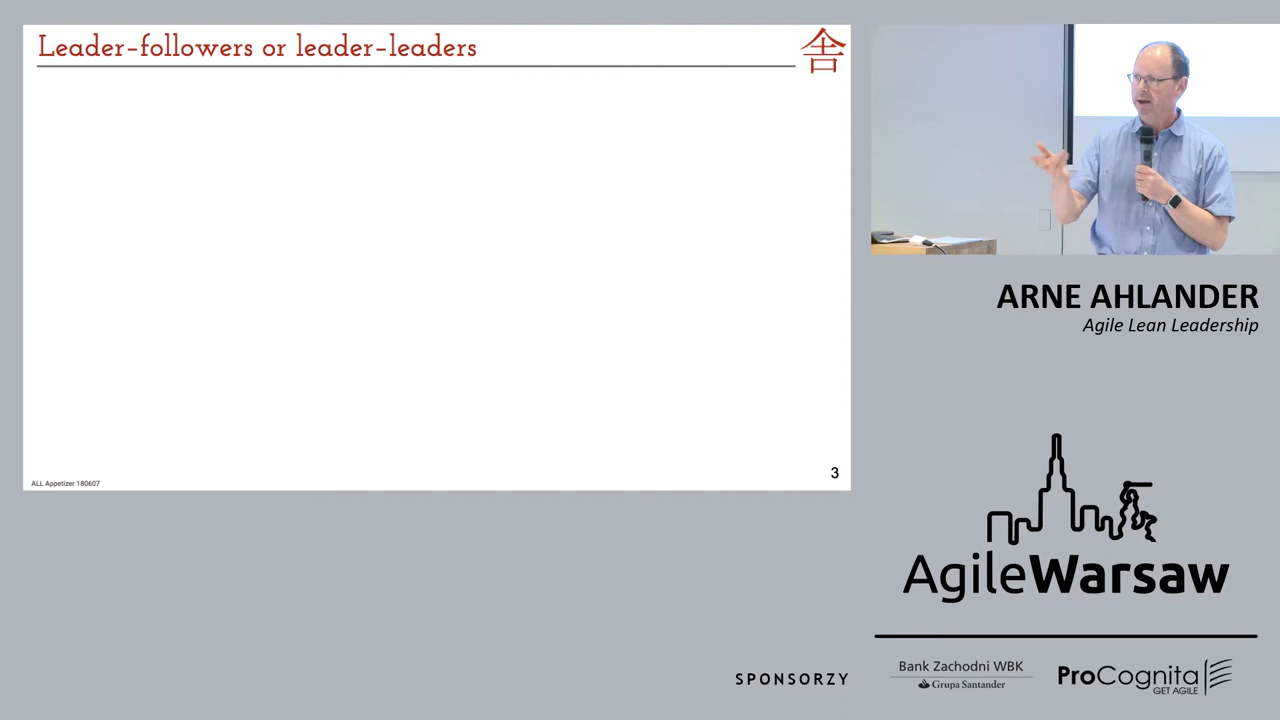 Leader-followers or leader-leaders
舎
3
ALL Appetizer 180607
ARNE AHLANDER
Agile Lean Leadership
AgileWarsaw
SPONSORZY
Bank Zachodni WBK
Grupa Santander
ProCognita
GET AGILE